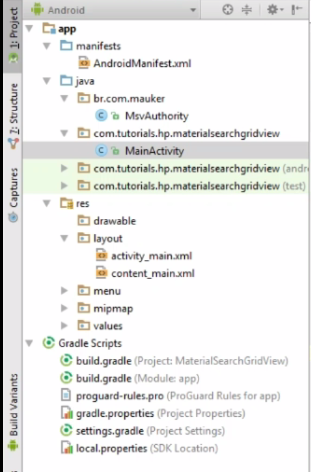 Android
1: Project
Z: Structure
Captures
Build Variants
app
manifests
AndroidManifest.xml
java
br.com.mauker
MsvAuthority
com.tutorials.hp.materialsearchgridview
MainActivity
com.tutorials.hp.materialsearchgridview (andro
com.tutorials.hp.materialsearchgridview (test)
res
drawable
layout
activity_main.xml
content_main.xml
menu
mipmap
values
Gradle Scripts
build.gradle (Project: MaterialSearchGridView)
build.gradle (Module: app)
proguard-rules.pro (ProGuard Rules for app)
gradle.properties (Project Properties)
settings.gradle (Project Settings)
local.properties (SDK Location)